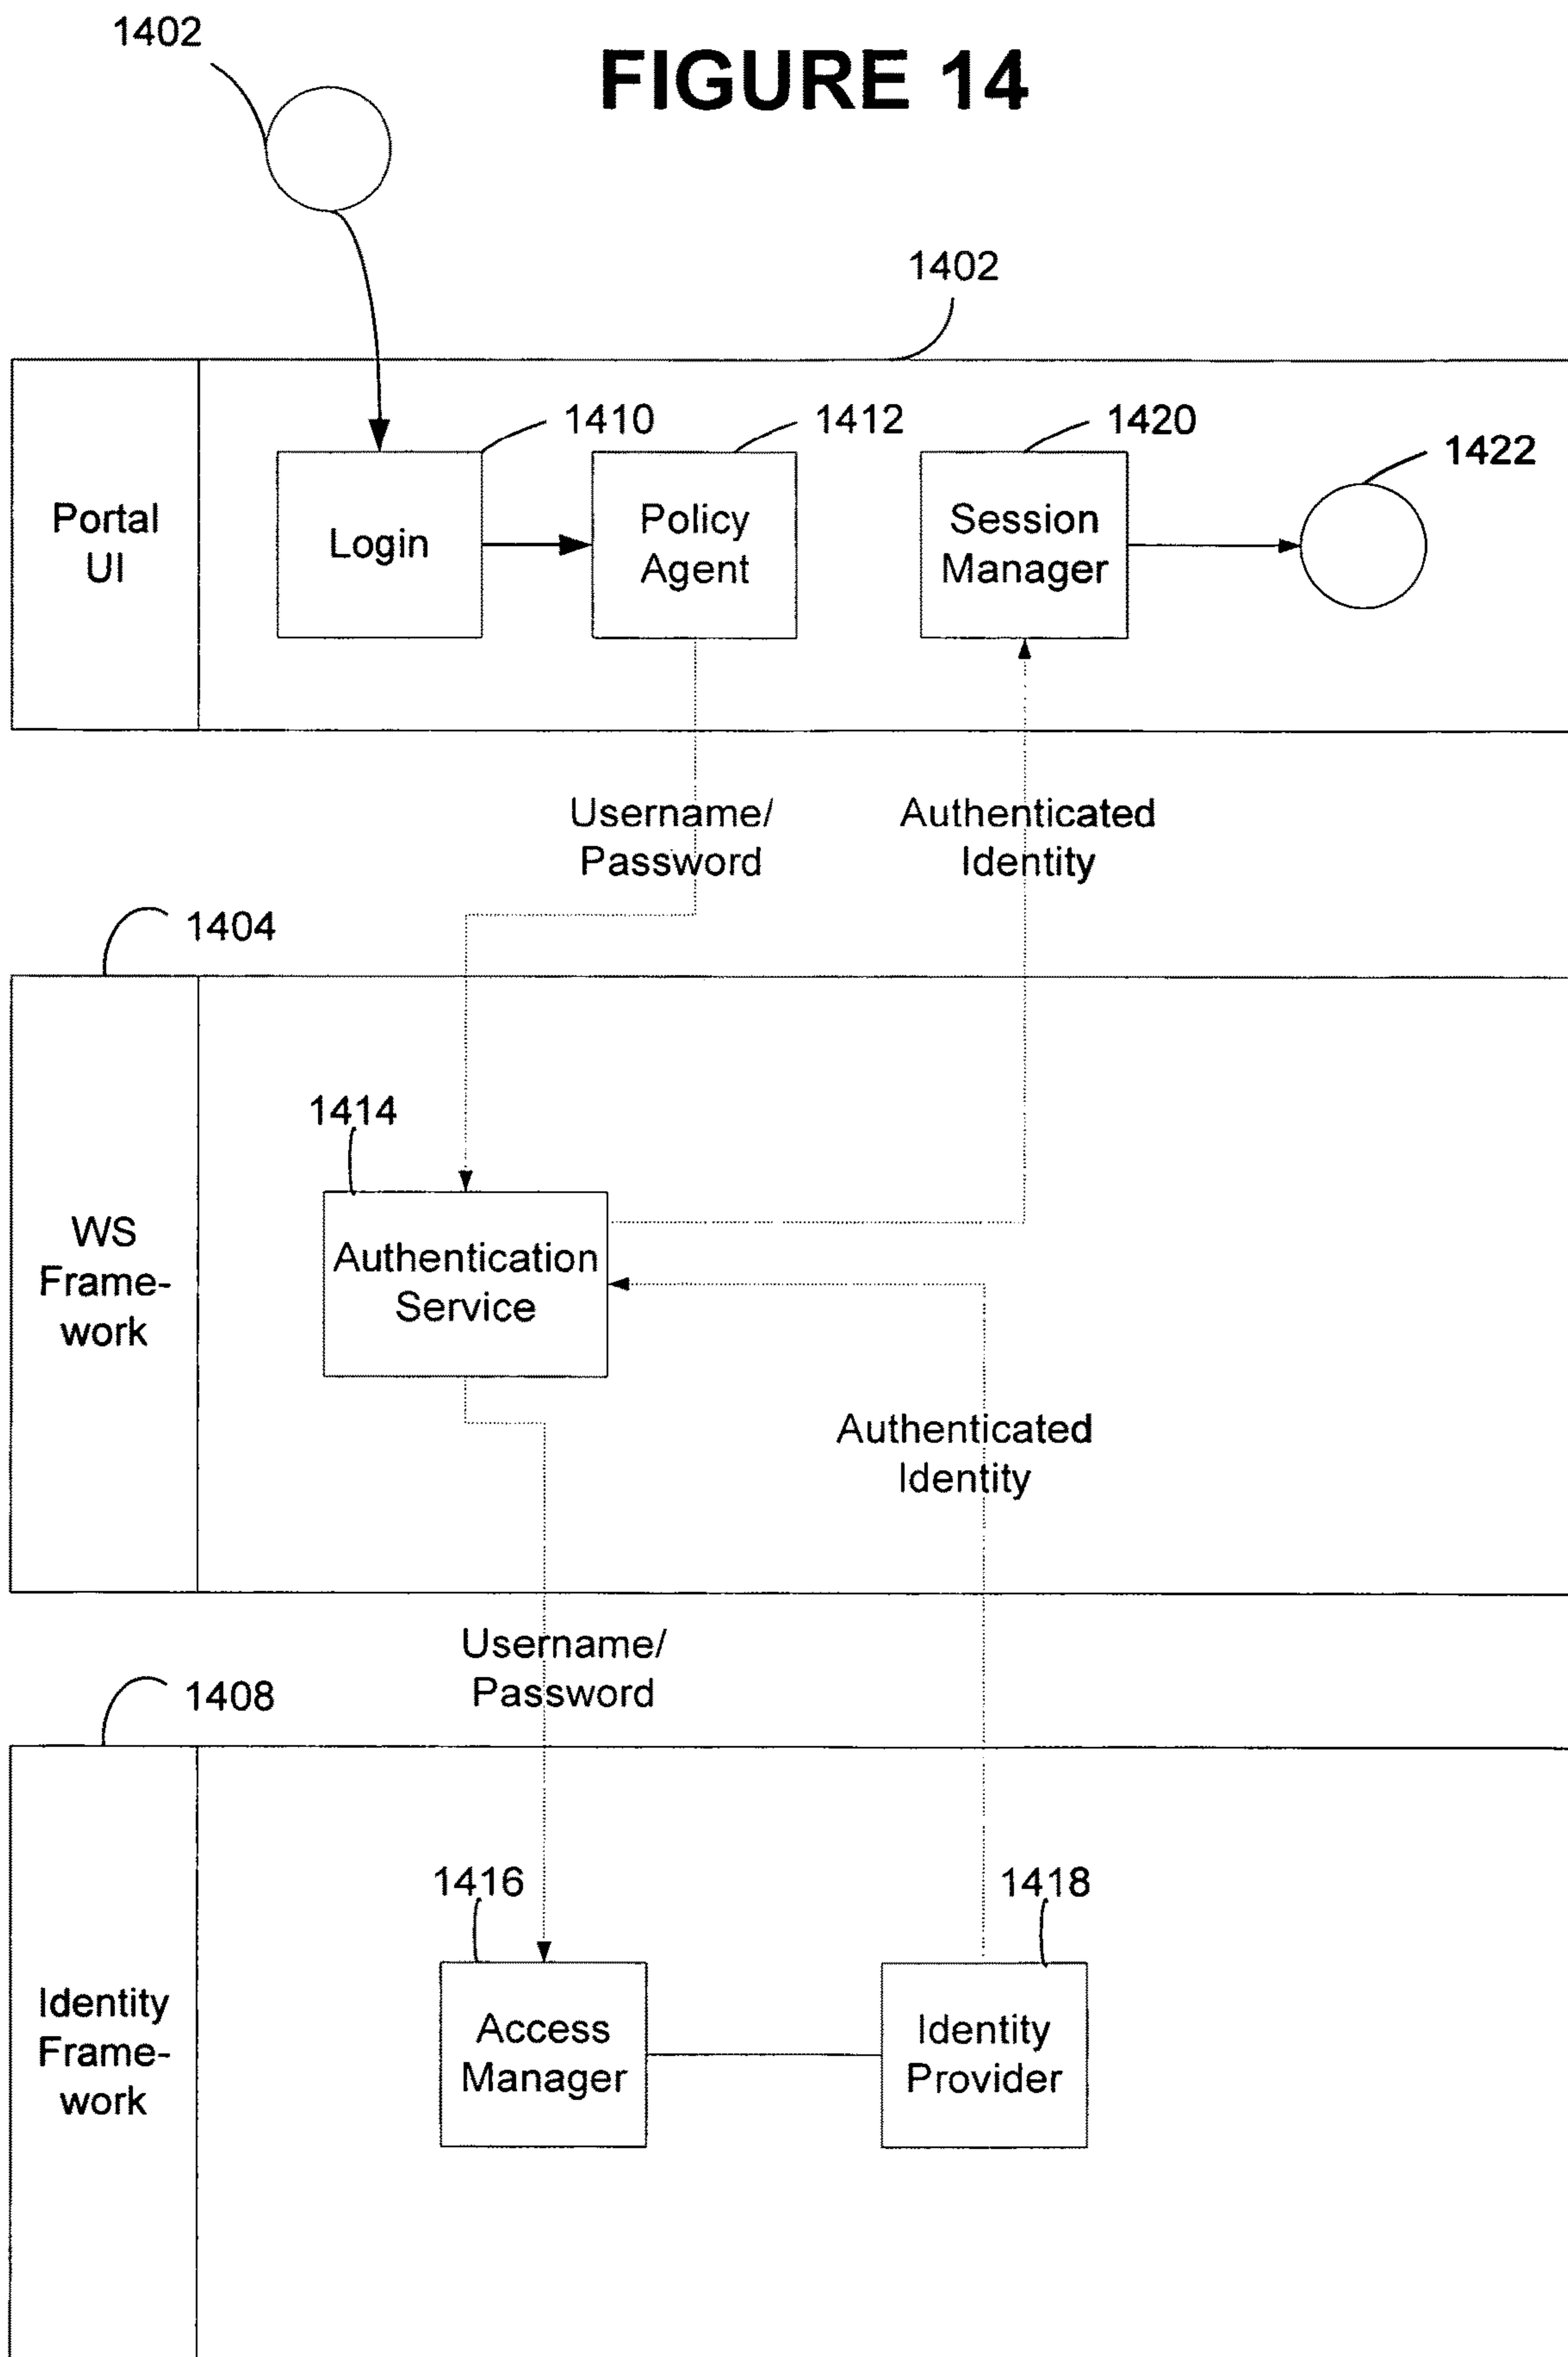 1402
FIGURE 14
1402
1410
1412
1420
1422
Portal
UI
Login
Policy
Agent
Session
Manager
Username/
Password
Authenticated
Identity
1404
1414
WS
Frame-
work
Authentication
Service
Authenticated
Identity
Username/
Password
1408
1416
1418
Identity
Frame-
work
Access
Manager
Identity
Provider